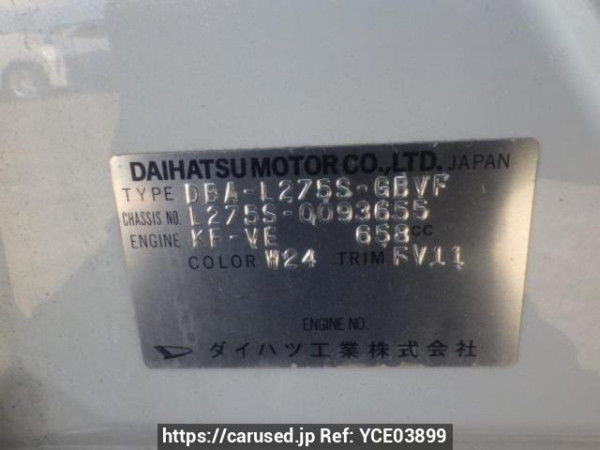 DAIHATSU MOTOR CO.,LTD. JAPAN
TYPE DBA-L275S-GBVF
CHASSIS NO. L275S-0093655
ENGINE KF-VE 658CC
COLOR W24 TRIM FV11
ENGINE NO
ダイハツ工業株式会社
https://carused.jp Ref: YCE03899